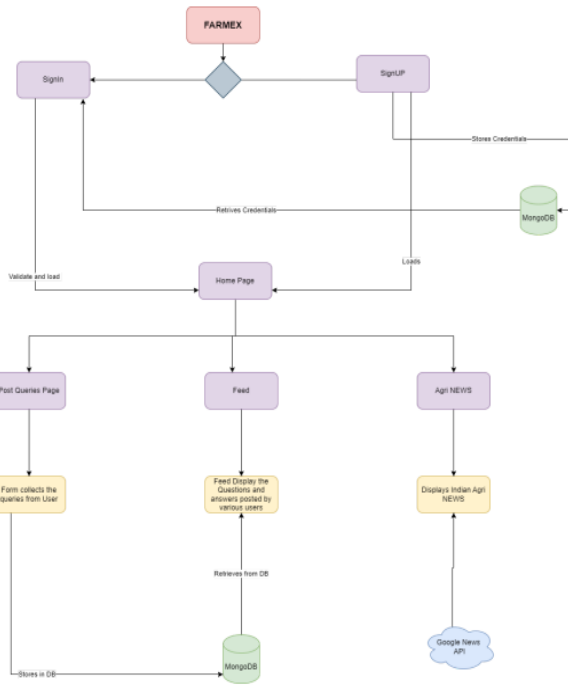 FARMEX
SignIn
SignUP
Stores Credentials
Retrives Credentials
MongoDB
Loads
Validate and load
Home Page
Post Queries Page
Feed
Agri NEWS
Form collects the
queries from User
Feed Display the
Questions and
answers posted by
various users
Displays Indian Agri
NEWS
Retrieves from DB
Google News
API
MongoDB
Stores in DB